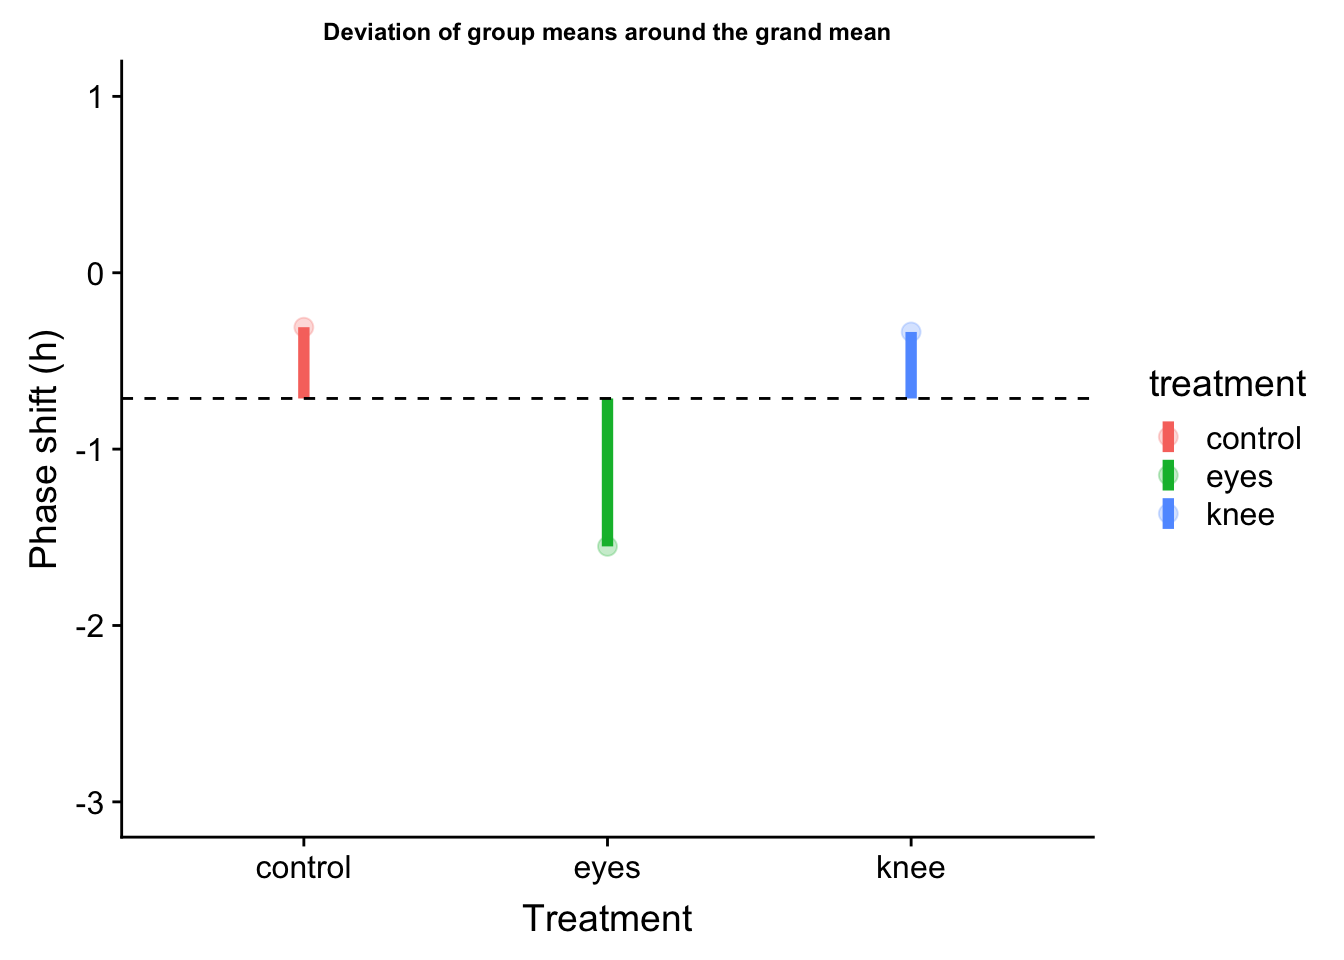 Deviation of group means around the grand mean
1
0
-1
-2
-3
Phase shift (h)
control
eyes
knee
Treatment
treatment
control
eyes
knee